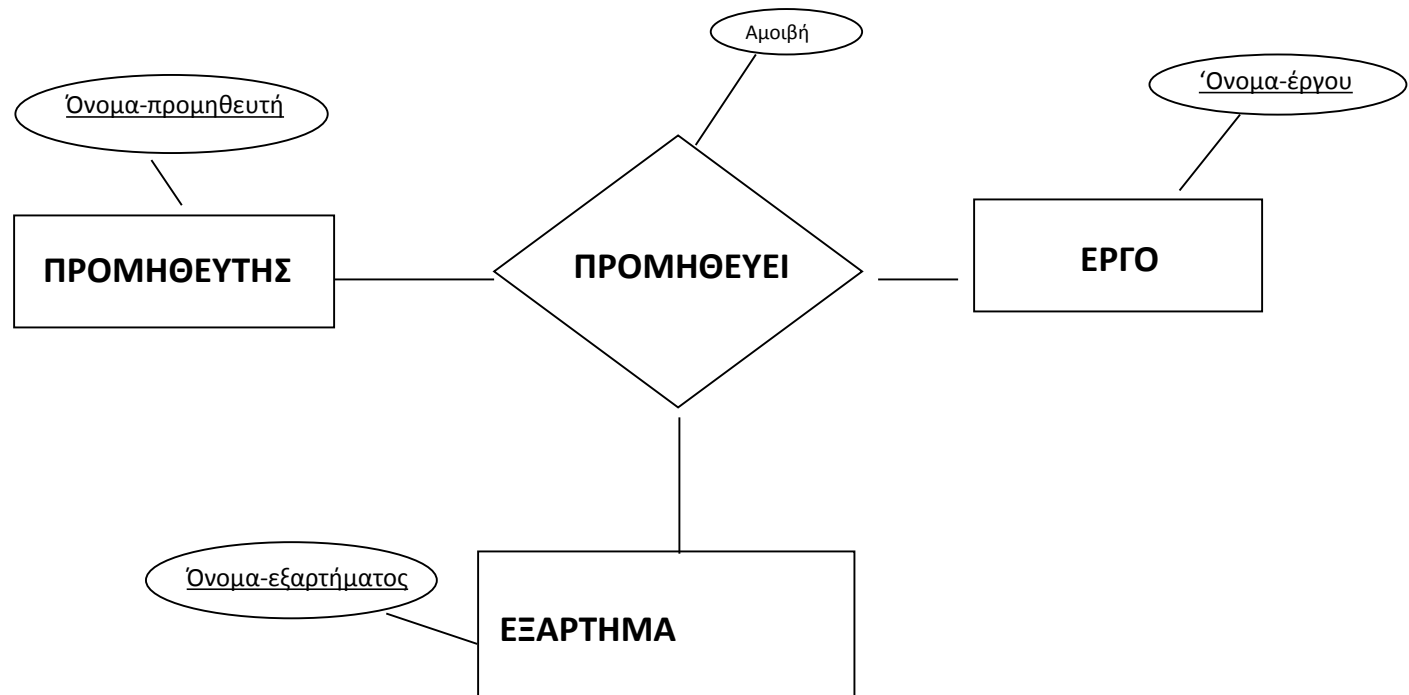 Αμοιβή
Όνομα-προμηθευτή
‘Ονομα-έργου
ΠΡΟΜΗΘΕΥΤΗΣ
ΠΡΟΜΗΘΕΥΕΙ
ΕΡΓΟ
Όνομα-εξαρτήματος
ΕΞΑΡΤΗΜΑ